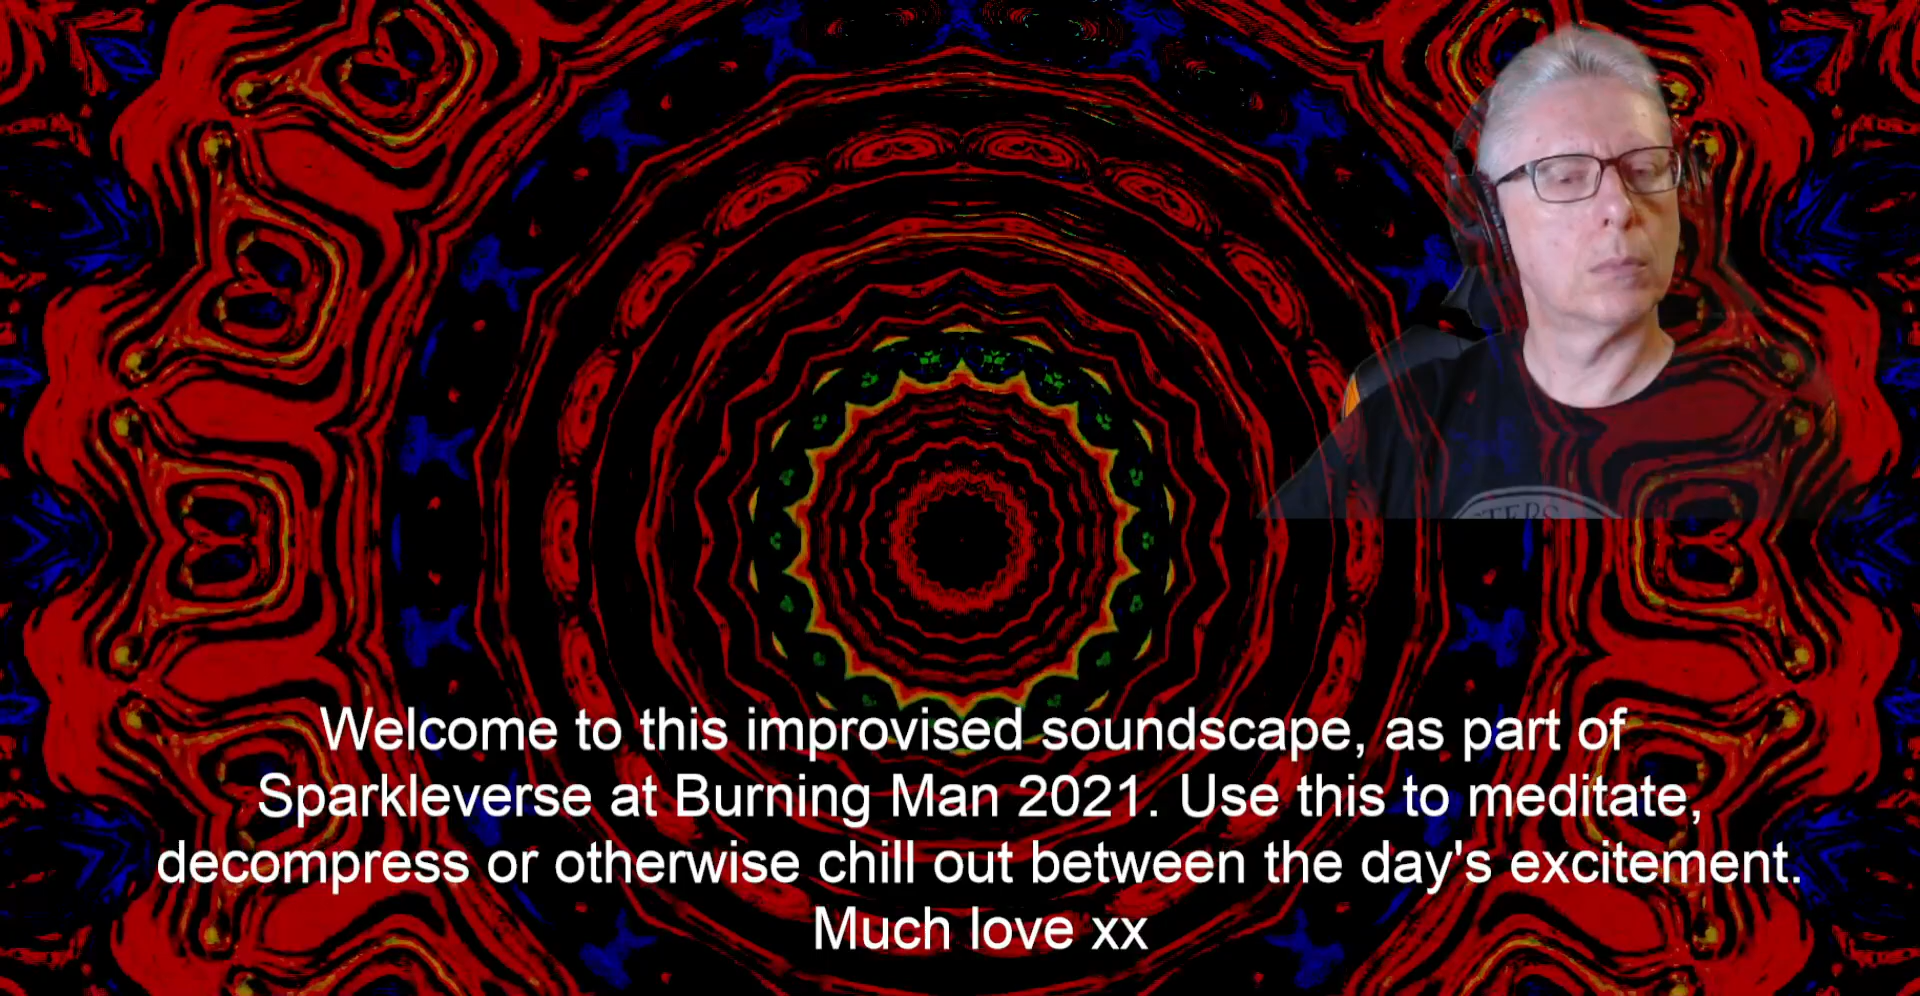 Welcome to this improvised soundscape, as part of
Sparkleverse at Burning Man 2021. Use this to meditate,
decompress or otherwise chill out between the day's excitement.
Much love xx